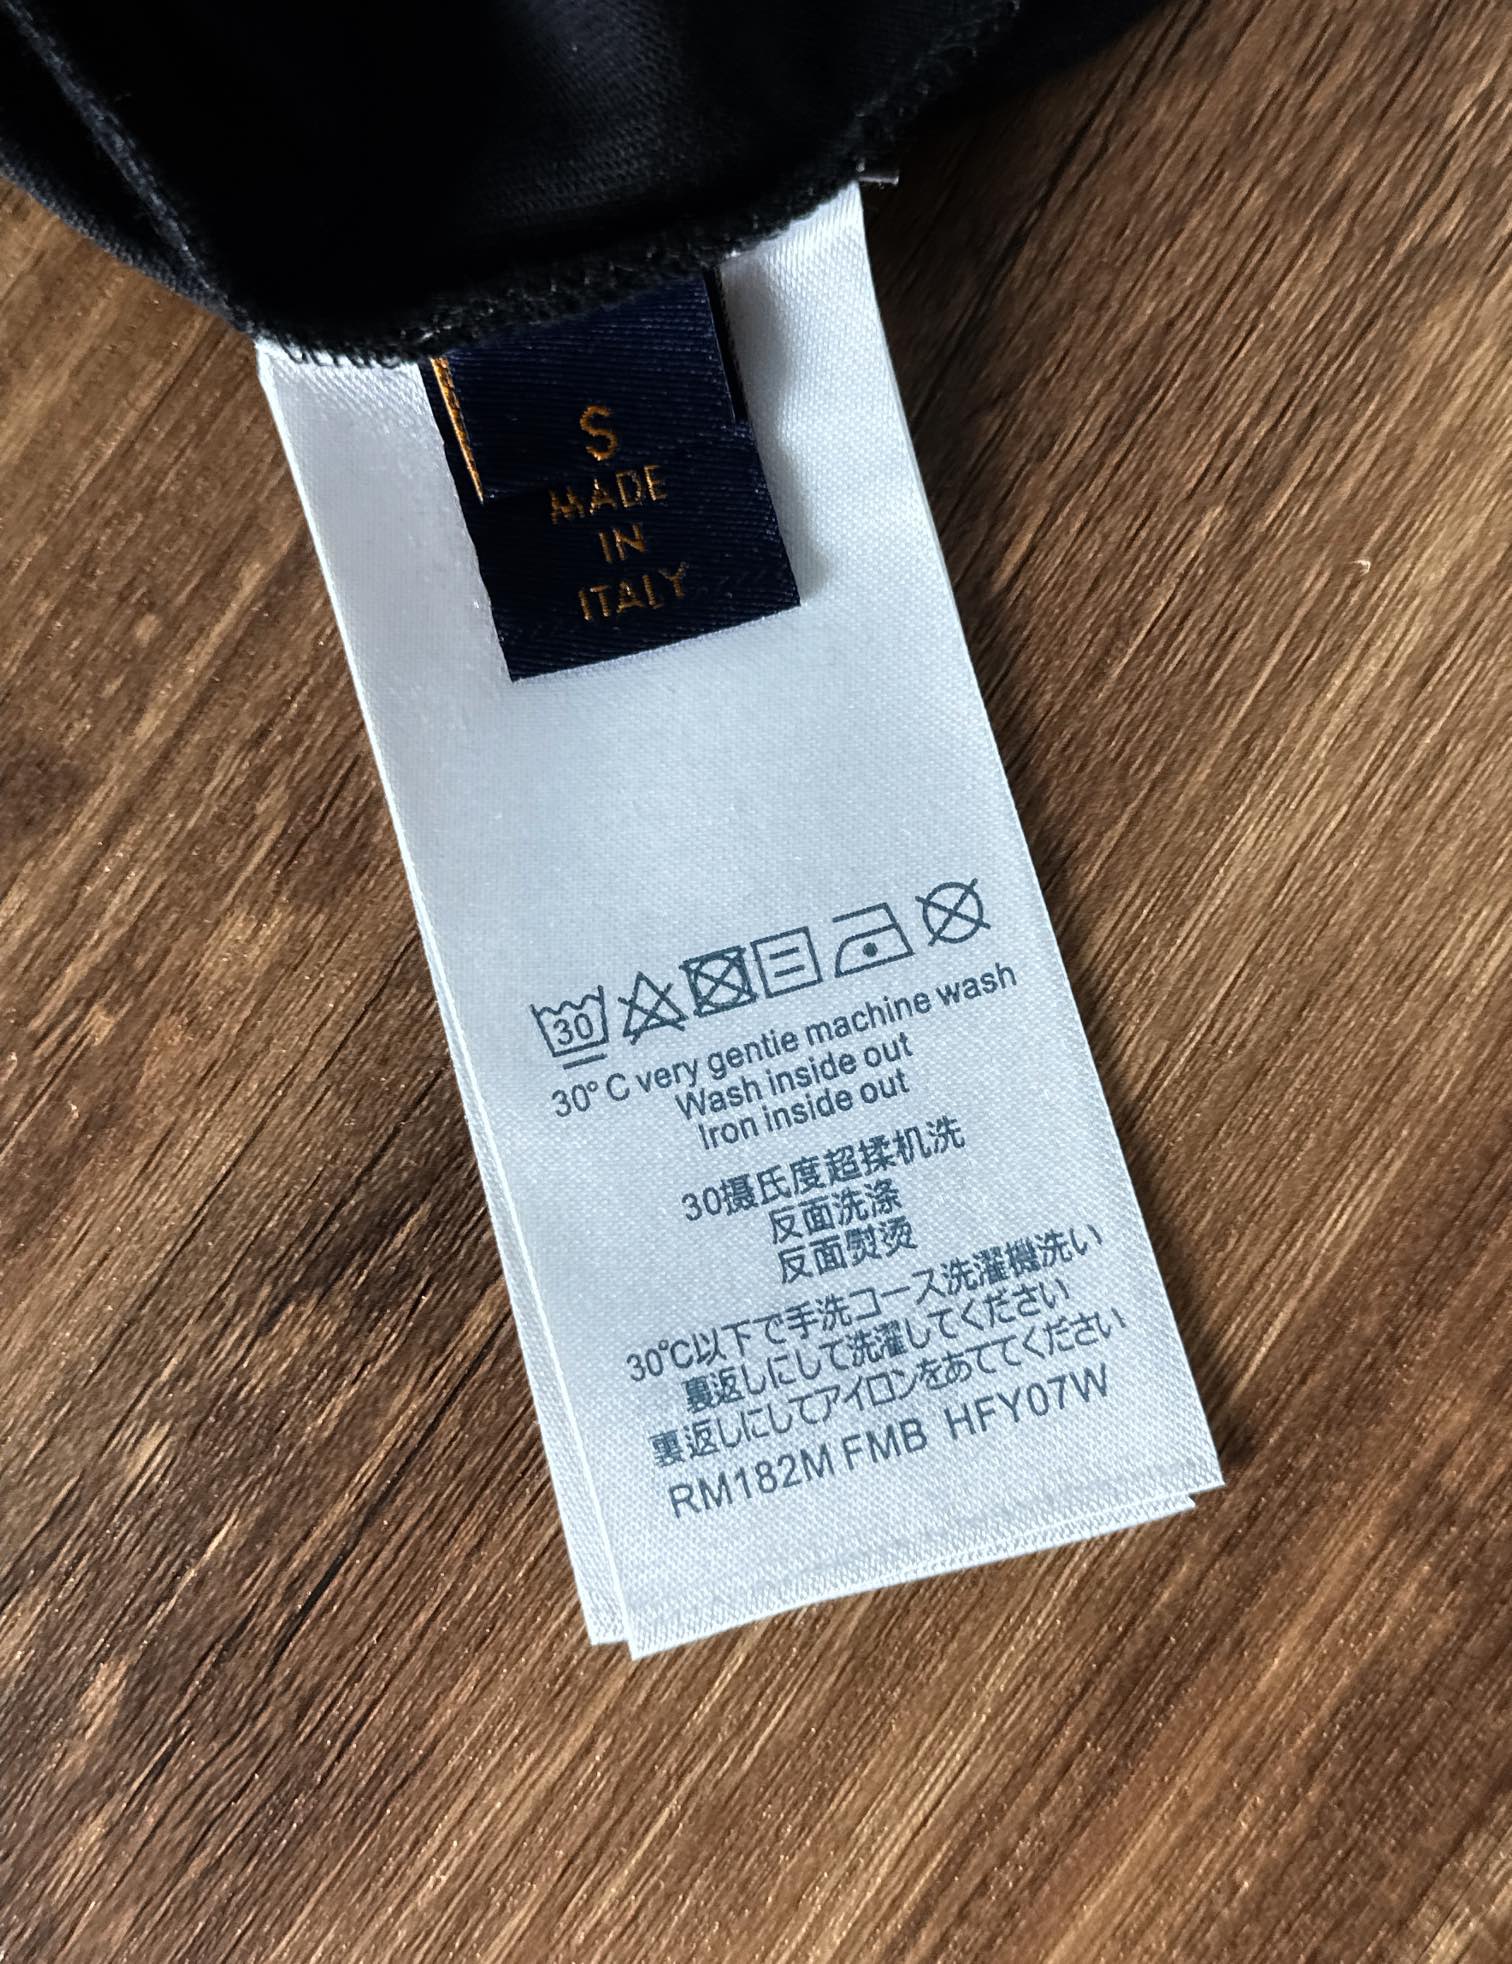 S
MADE
IN
ITALY
30
30°C very gentie machine wash
Wash inside out
Iron inside out
30摄氏度超揉机洗
反面洗涤
反面熨烫
30℃以下で手洗コース洗濯機洗い
裏返しにして洗濯してください
裏返しにしてアイロンをあててください
RM182M FMB HFY07W